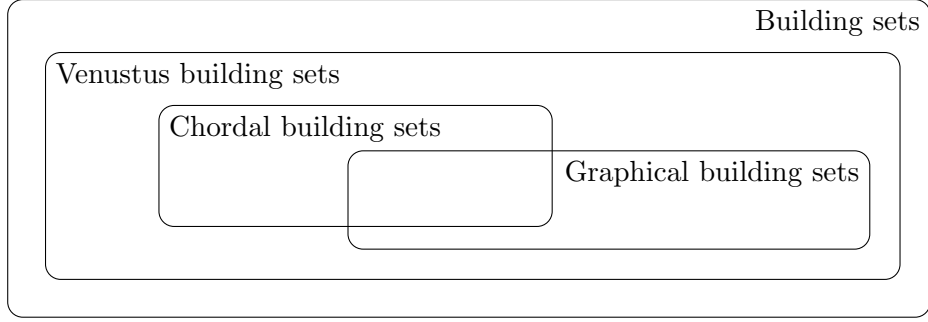 Building sets
Venustus building sets
Chordal building sets
Graphical building sets